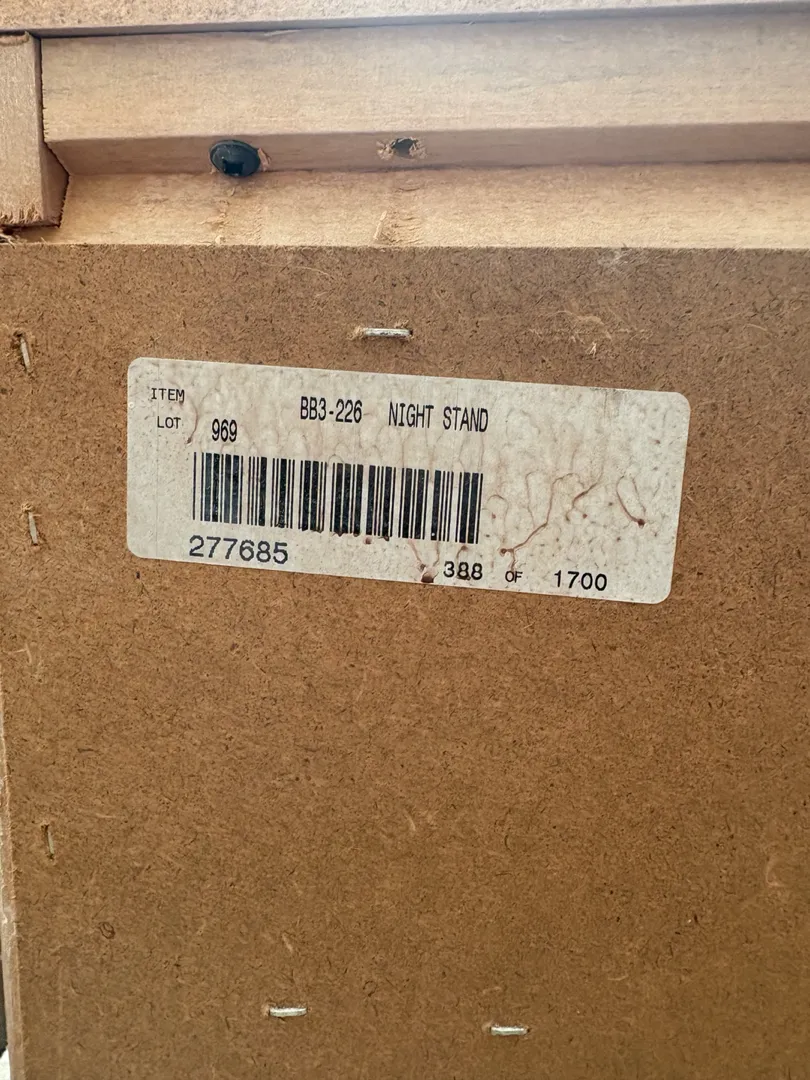 ITEM BB3-226 NIGHT STAND
LOT 969
277685
388 OF 1700